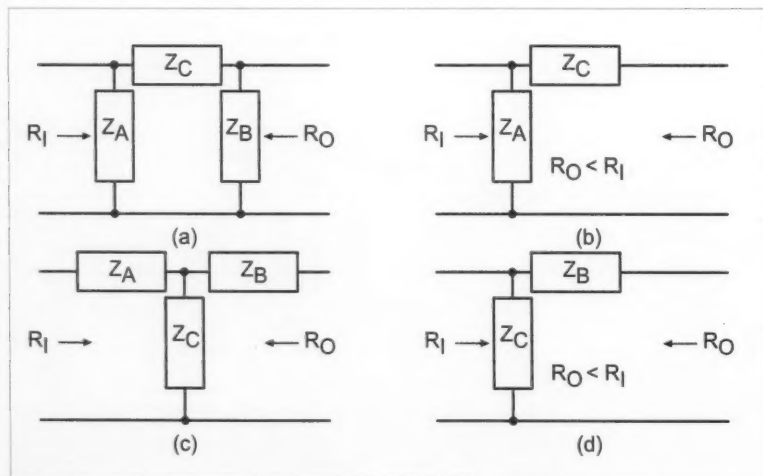 Z_C
Z_C
R_I → Z_A Z_B ← R_O
R_I → Z_A ← R_O
R_O < R_I
(a)
(b)
Z_A Z_B
Z_B
R_I → Z_C ← R_O
R_I → Z_C ← R_O
R_O < R_I
(c)
(d)